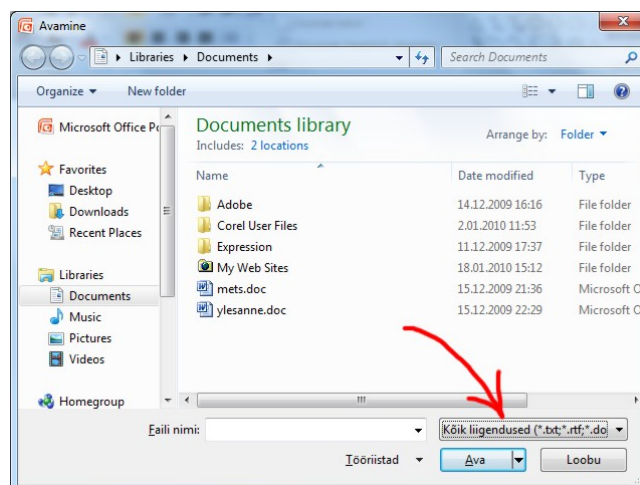 Avamine
Libraries Documents
Search Documents
Organize New folder
Microsoft Office Po
Favorites
Desktop
Downloads
Recent Places
Libraries
Documents
Music
Pictures
Videos
Homegroup
Documents library
Includes: 2 locations
Arrange by: Folder
Name Date modified Type
Adobe 14.12.2009 16:16 File folder
Corel User Files 2.01.2010 11:53 File folder
Expression 11.12.2009 17:37 File folder
My Web Sites 18.01.2010 15:12 File folder
mets.doc 15.12.2009 21:36 Microsoft O
ylesanne.doc 15.12.2009 22:29 Microsoft O
Faili nimi:
Kõik liigendused (*.txt;*.rtf;*.do
Tööriistad Ava Loobu